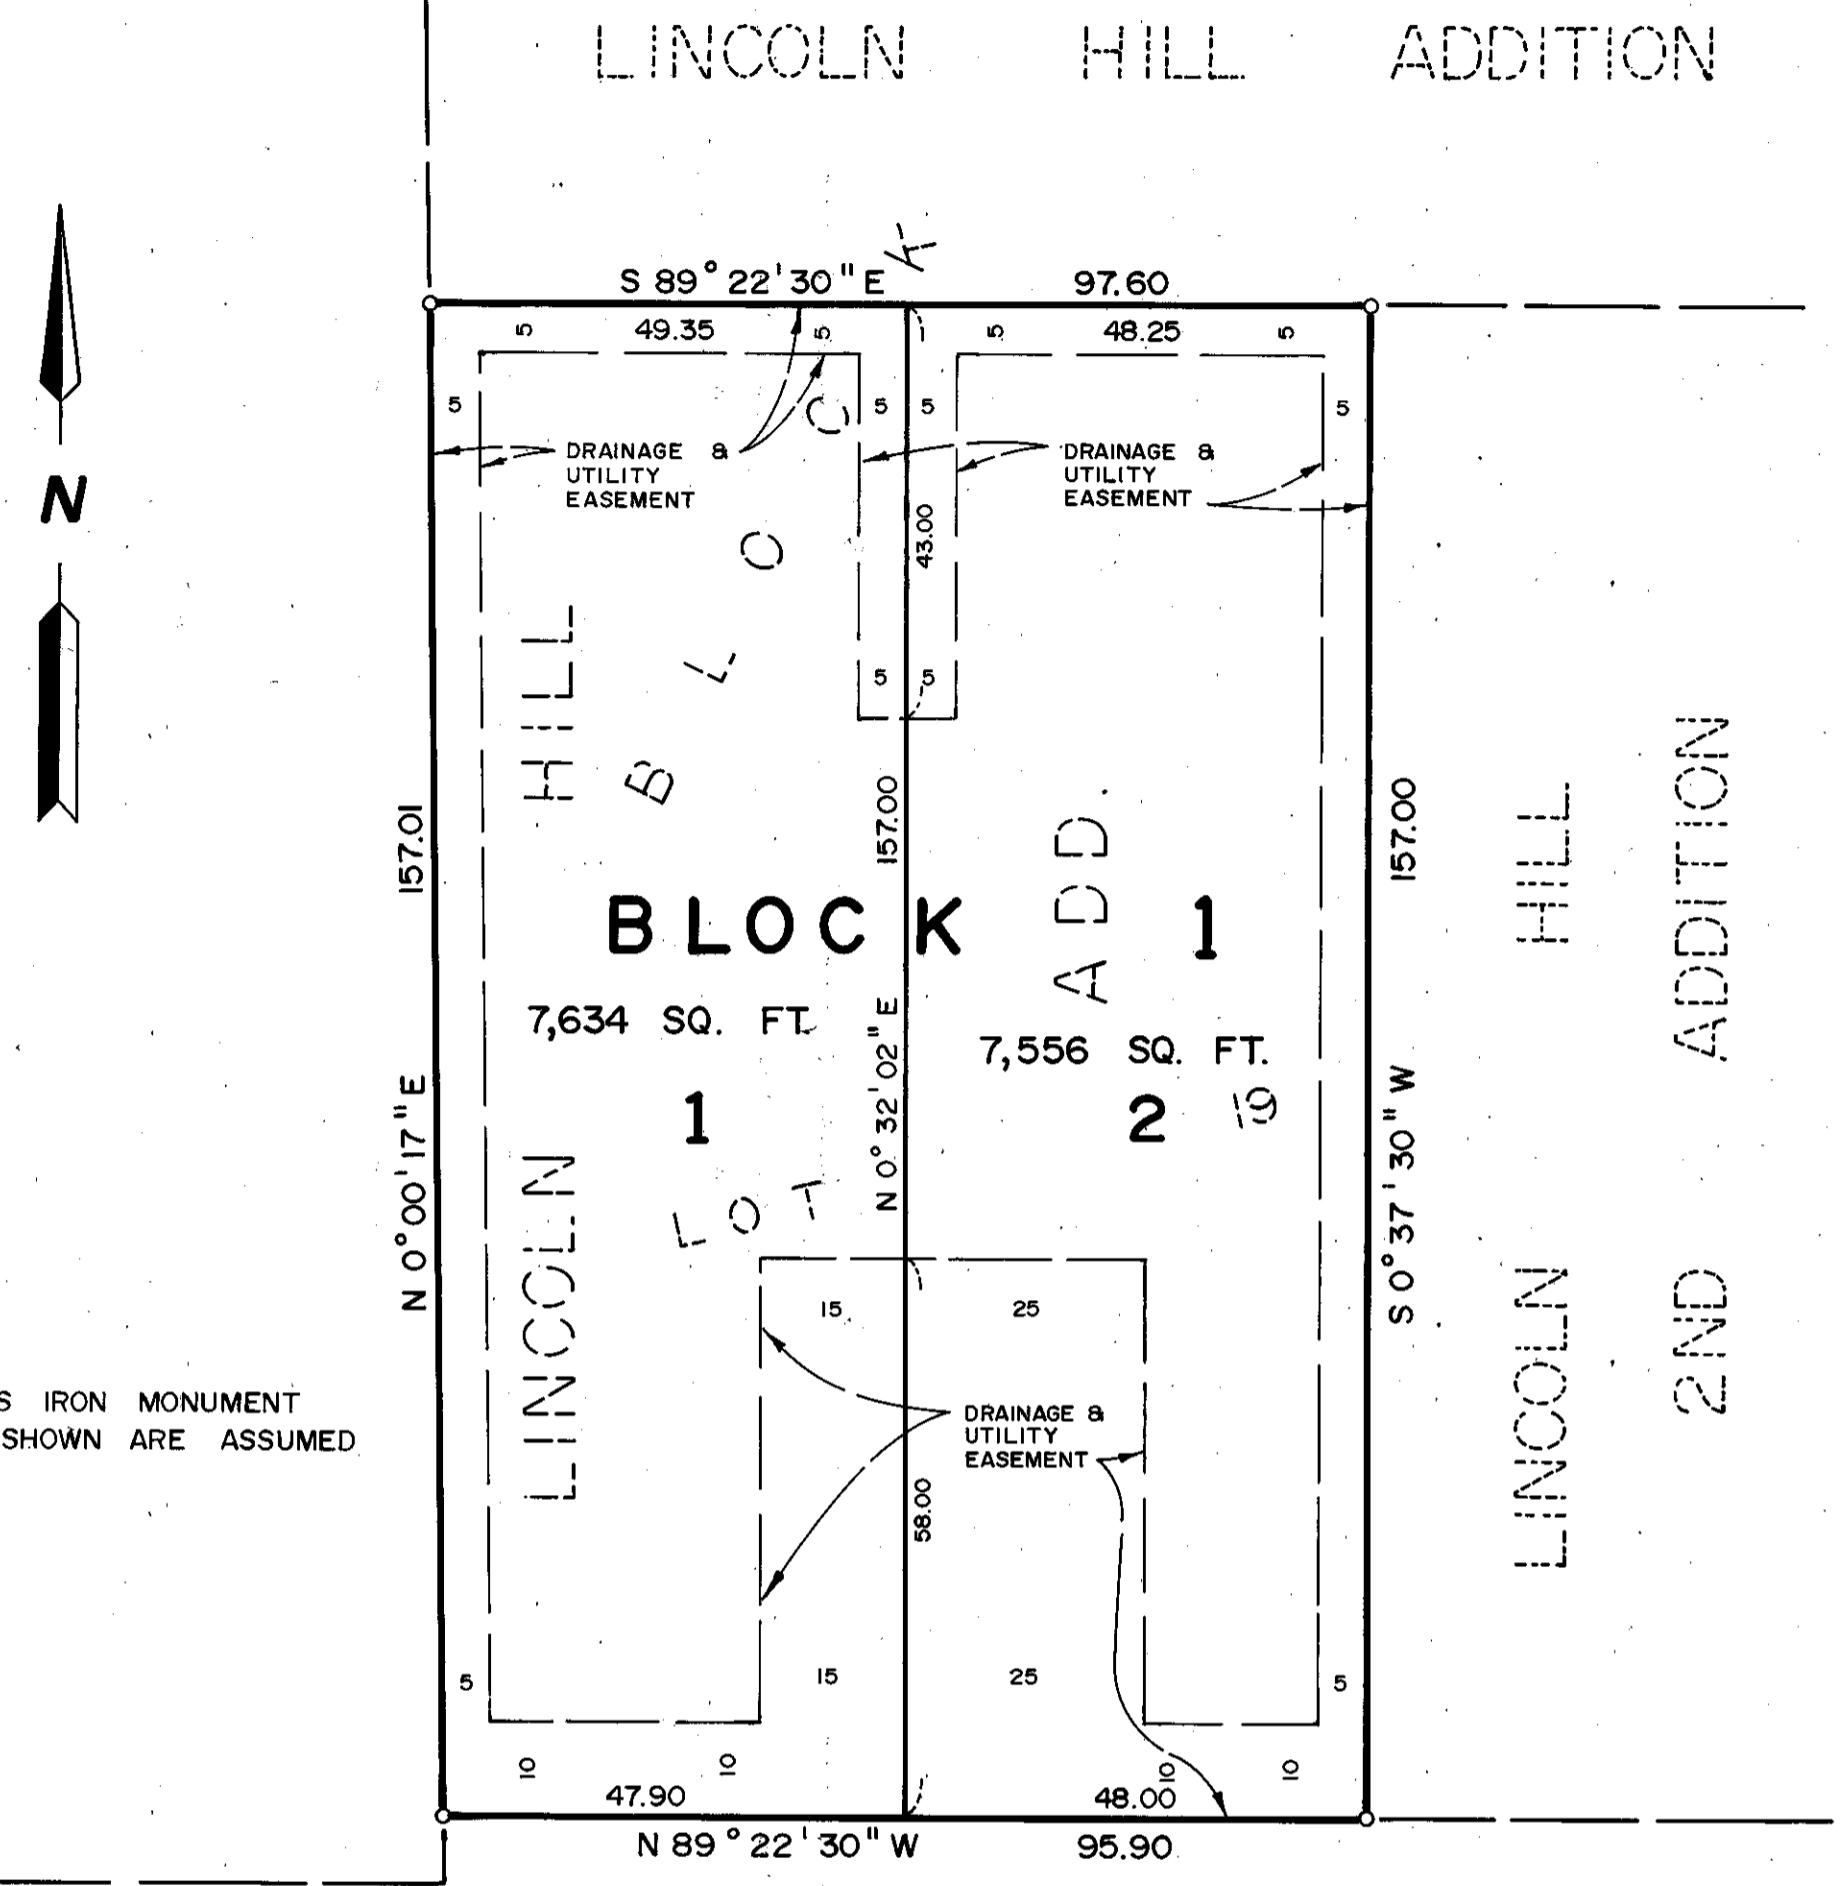 LINCOLN HILL ADDITION
S 89° 22' 30" E 97.60
5 49.35 5 5 48.25 5
5 5 5 5
DRAINAGE &
UTILITY
EASEMENT
DRAINAGE &
UTILITY
EASEMENT
N
43.00
5 5
BLOCK
LINCOLN HILL ADD.
157.01
N 0° 00' 17" E
157.00
N 0° 32' 02" E
157.00
S 0° 37' 30" W
BLOCK 1
7,634 SQ. FT.
1
7,556 SQ. FT.
2
LOT 19
LINCOLN HILL
2ND ADDITION
15 25
S IRON MONUMENT
SHOWN ARE ASSUMED
DRAINAGE &
UTILITY
EASEMENT
58.00
5 15 25 5
10 10 10 10
47.90 48.00
N 89° 22' 30" W 95.90